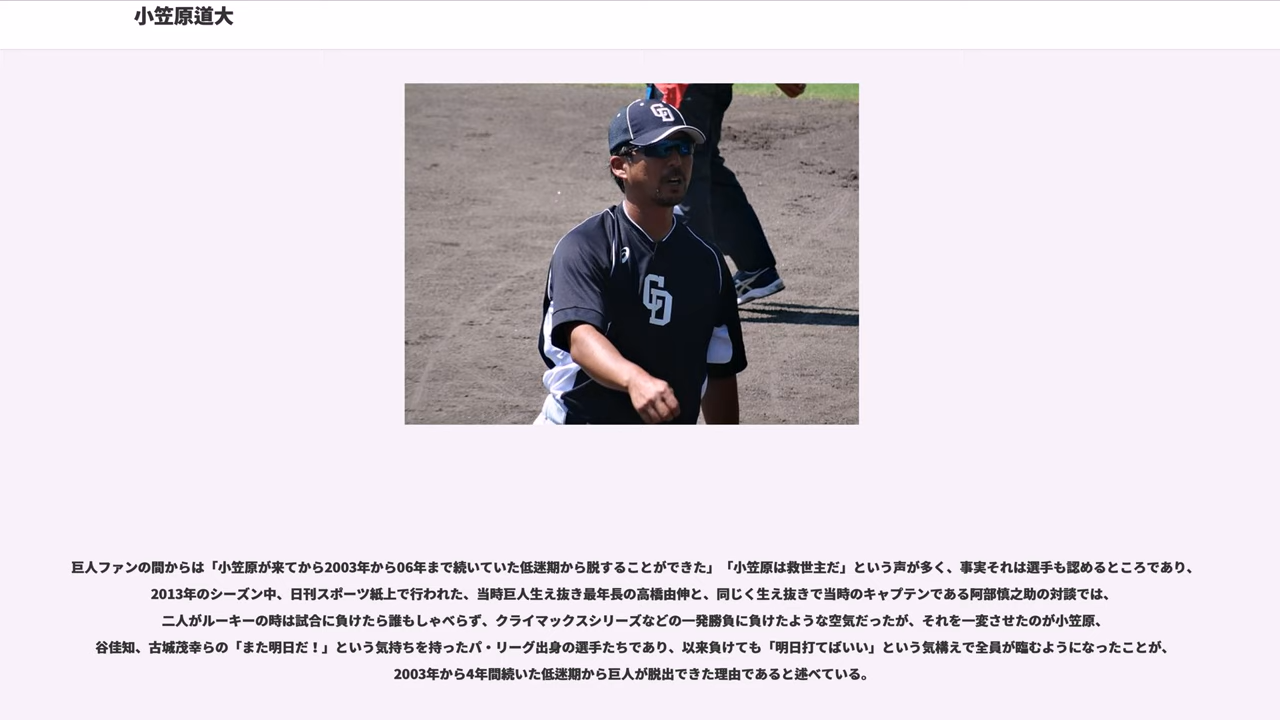 小笠原道大
CD
CD
巨人ファンの間からは「小笠原が来てから2003年から06年まで続いていた低迷期から脱することができた」「小笠原は救世主だ」という声が多く、事実それは選手も認めるところであり、
2013年のシーズン中、日刊スポーツ紙上で行われた、当時巨人生え抜き最年長の高橋由伸と、同じく生え抜きで当時のキャプテンである阿部慎之助の対談では、
二人がルーキーの時は試合に負けたら誰もしゃべらず、クライマックスシリーズなどの一発勝負に負けたような空気だったが、それを一変させたのが小笠原、
谷佳知、古城茂幸らの「また明日だ！」という気持ちを持ったパ・リーグ出身の選手たちであり、以来負けても「明日打てばいい」という気構えで全員が臨むようになったことが、
2003年から4年間続いた低迷期から巨人が脱出できた理由であると述べている。